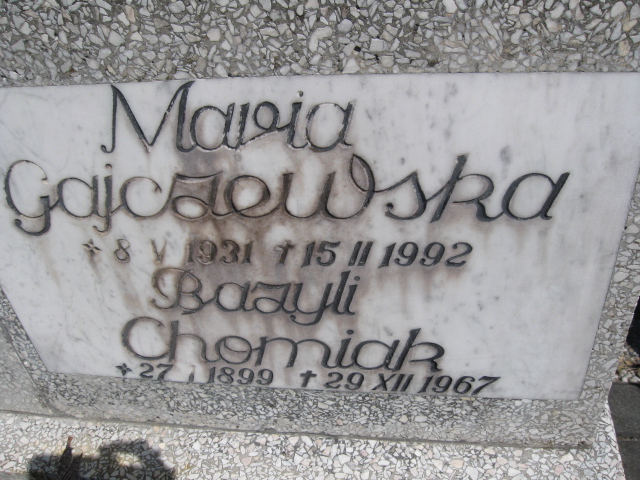 Maria
Gajczewska
* 8 V 1931 † 15 II 1992
Bazyli
Chomiak
* 27 I 1899 † 29 XII 1967